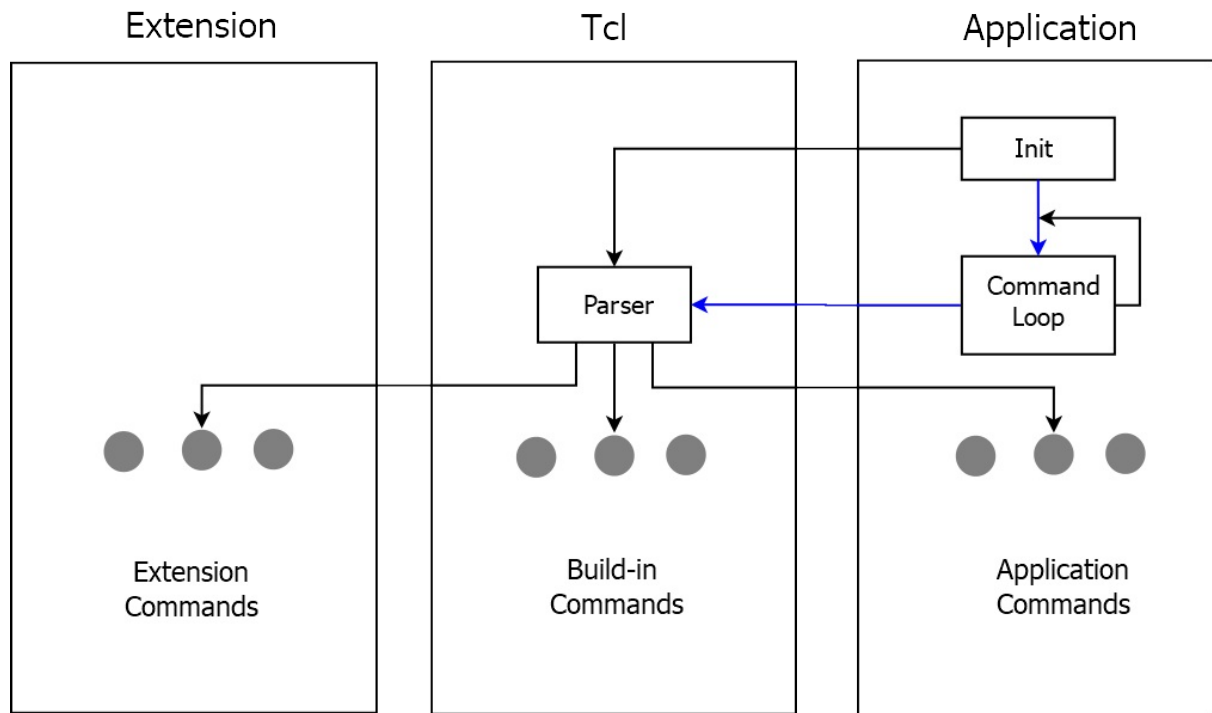 Extension
Tcl
Application
Init
Command
Loop
Parser
Extension
Commands
Build-in
Commands
Application
Commands